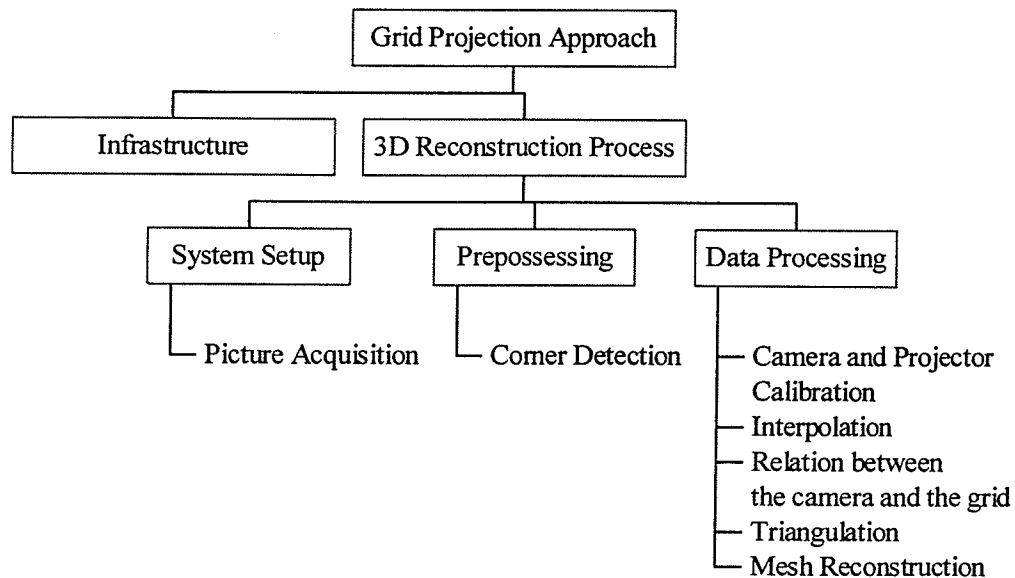 Grid Projection Approach
Infrastructure
3D Reconstruction Process
System Setup
Prepossessing
Data Processing
Picture Acquisition
Corner Detection
Camera and Projector
Calibration
Interpolation
Relation between
the camera and the grid
Triangulation
Mesh Reconstruction